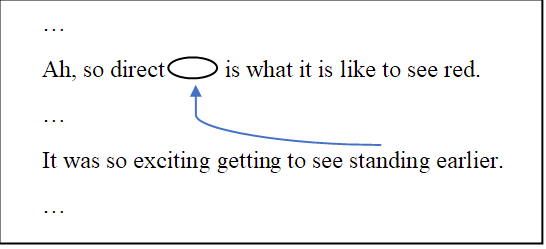 …
Ah, so direct is what it is like to see red.
…
It was so exciting getting to see standing earlier.
…